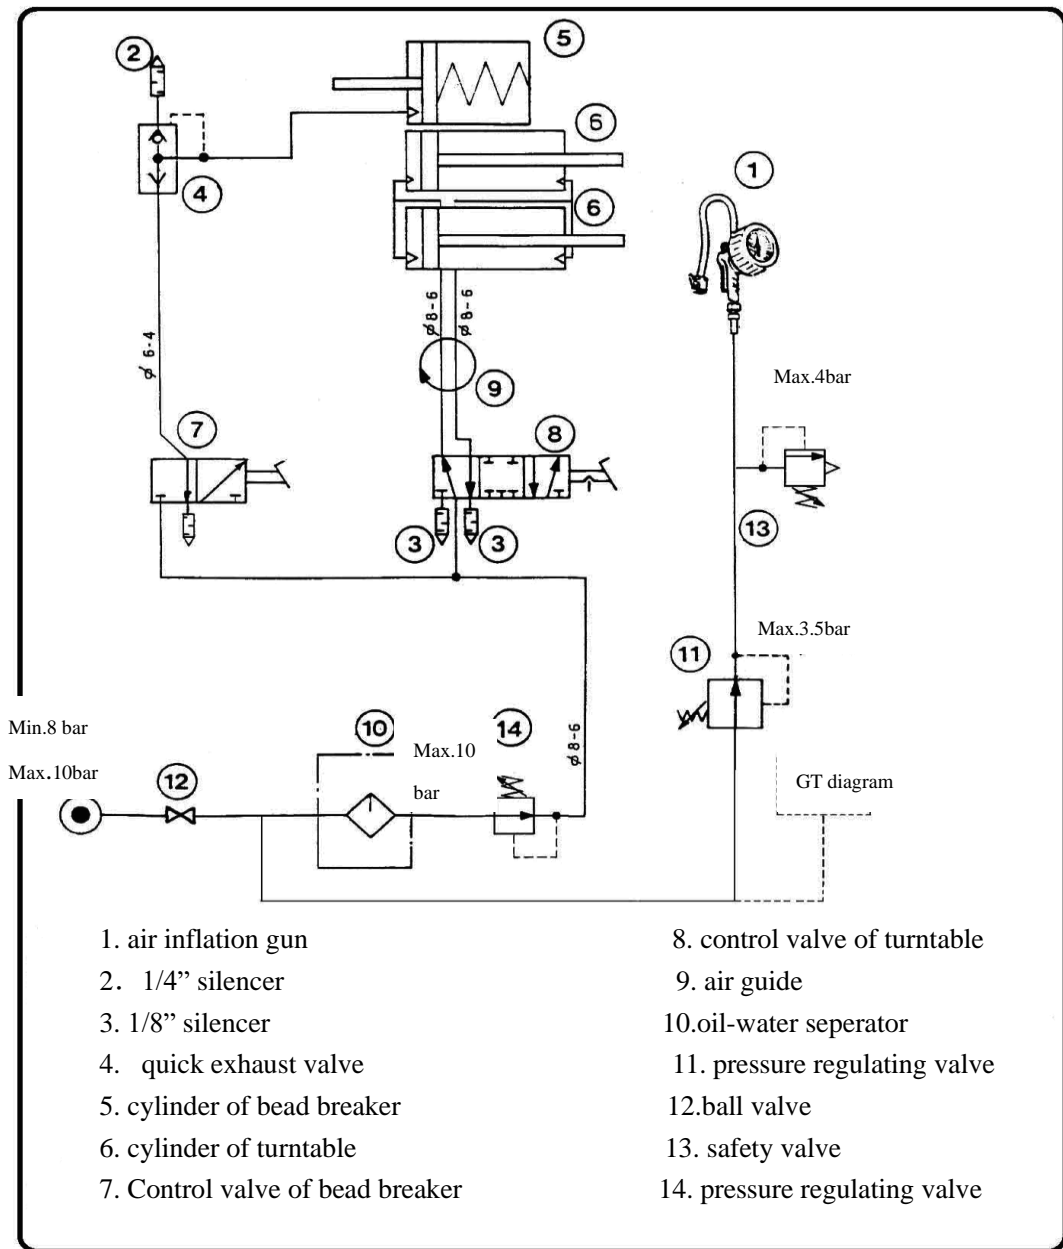 2
5
6
1
4
6
ø 8-6
ø 8-6
ø 6-4
9
Max.4bar
7
8
3
3
13
Max.3.5bar
11
Min.8 bar
Max.10bar
12
10
Max.10
bar
14
ø 8-6
GT diagram
1. air inflation gun
2. 1/4” silencer
3. 1/8” silencer
4. quick exhaust valve
5. cylinder of bead breaker
6. cylinder of turntable
7. Control valve of bead breaker
8. control valve of turntable
9. air guide
10.oil-water seperator
11. pressure regulating valve
12.ball valve
13. safety valve
14. pressure regulating valve